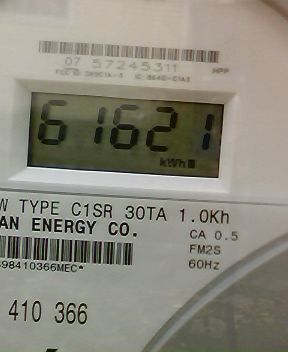 07 57245311
HPP
61621
kWh
W TYPE C1SR 30TA 1.0Kh
AN ENERGY CO.
CA 0.5
FM2S
60Hz
98410366MEC*
410 366